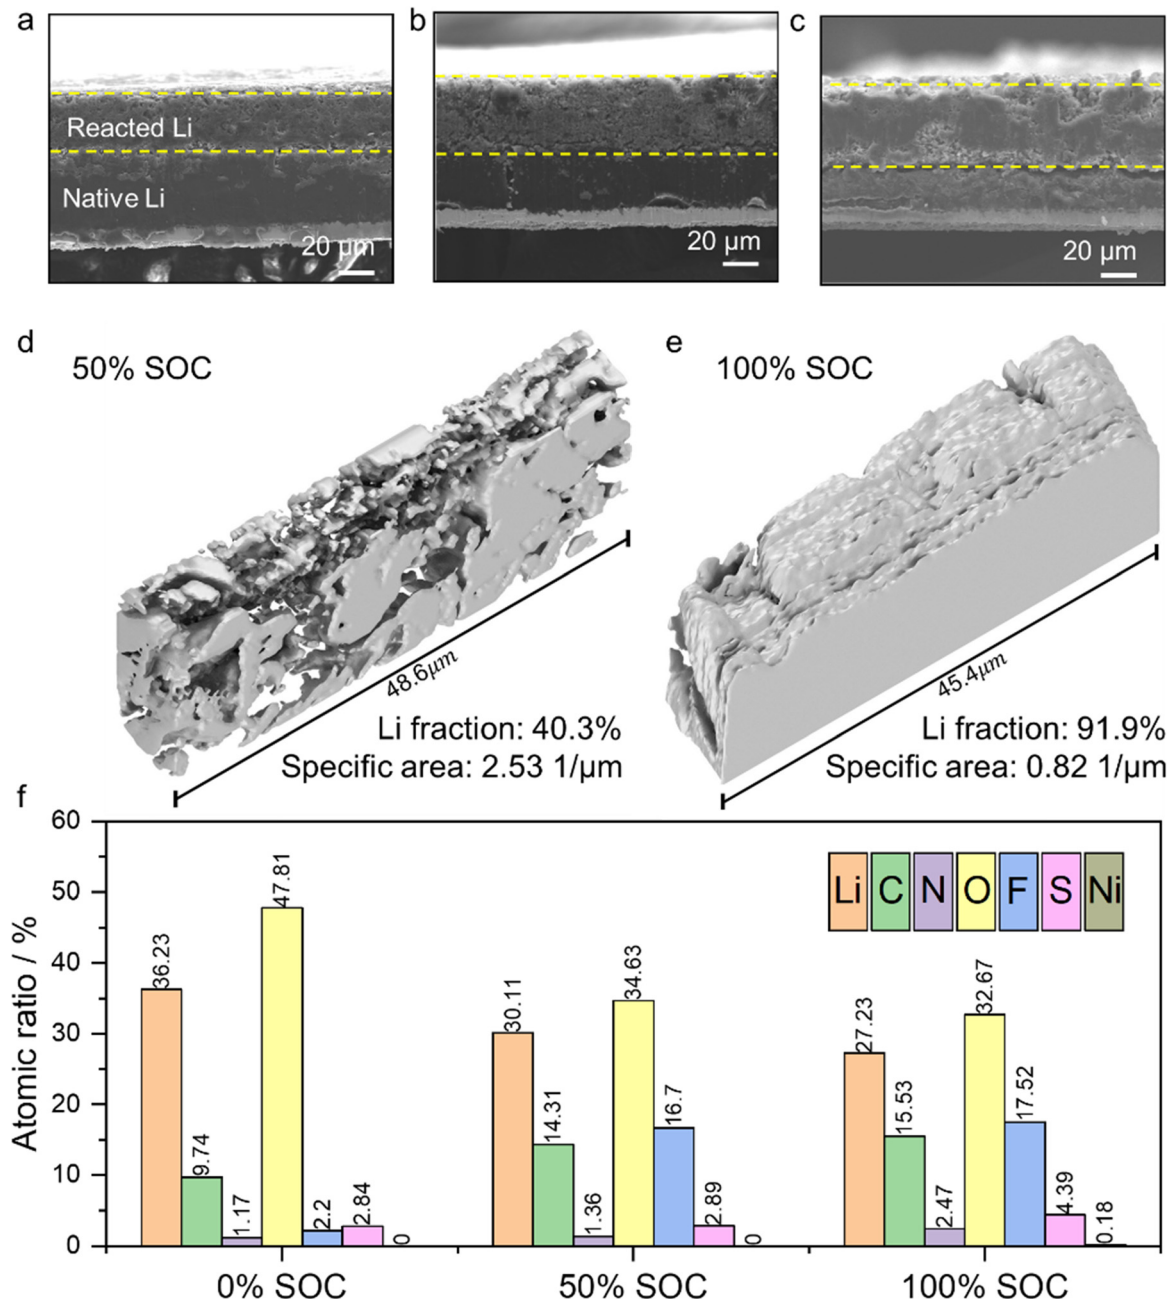 a
b
c
Reacted Li
Native Li
20 µm
20 µm
20 µm
d
50% SOC
e
100% SOC
48.6µm
45.4µm
Li fraction: 40.3%
Specific area: 2.53 1/µm
Li fraction: 91.9%
Specific area: 0.82 1/µm
f
Atomic ratio / %
60
50
40
30
20
10
0
Li C N O F S Ni
36.23
9.74
1.17
47.81
2.2
2.84
0
30.11
14.31
1.36
34.63
16.7
2.89
0
27.23
15.53
2.47
32.67
17.52
4.39
0.18
0% SOC
50% SOC
100% SOC